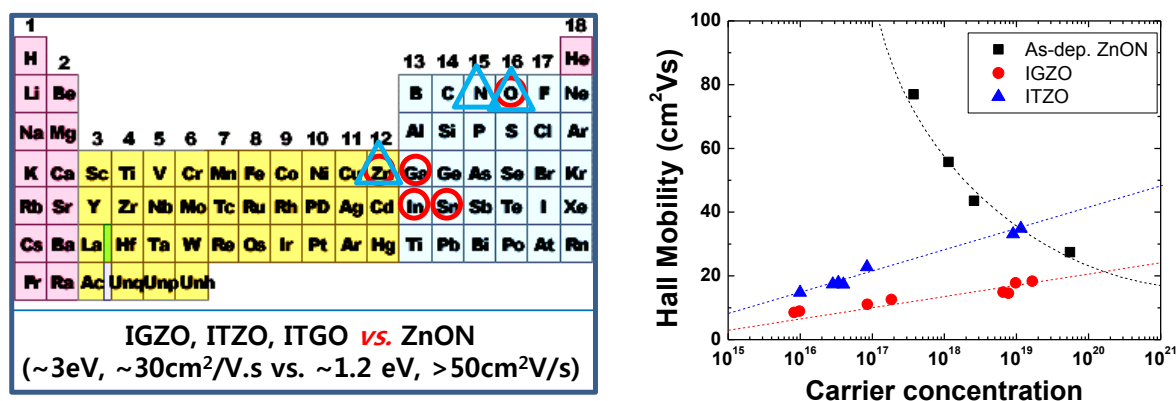 1 18
H 2 13 14 15 16 17 He
Li Be B C N O F Ne
Na Mg 3 4 5 6 7 8 9 10 11 12 Al Si P S Cl Ar
K Ca Sc Ti V Cr Mn Fe Co Ni Cu Zn Ga Ge As Se Br Kr
Rb Sr Y Zr Nb Mo Tc Ru Rh PD Ag Cd In Sn Sb Te I Xe
Cs Ba La Hf Ta W Re Os Ir Pt Ar Hg Ti Pb Bi Po At Rn
Fr Ra Ac Unq Unp Unh
IGZO, ITZO, ITGO vs. ZnON
(~3eV, ~30cm²/V.s vs. ~1.2 eV, >50cm²V/s)
Hall Mobility (cm²Vs)
100
80
60
40
20
0
As-dep. ZnON
IGZO
ITZO
10¹⁵ 10¹⁶ 10¹⁷ 10¹⁸ 10¹⁹ 10²⁰ 10²¹
Carrier concentration